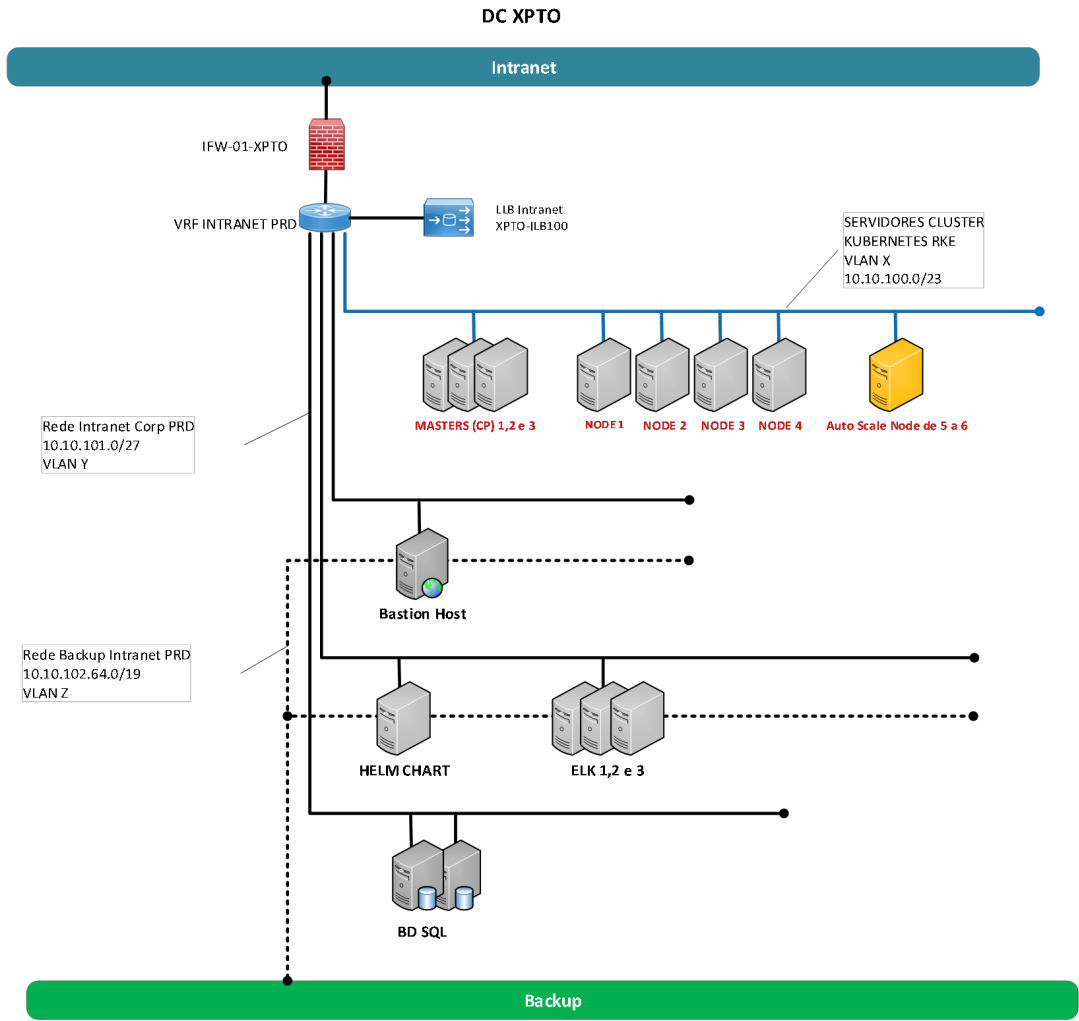 DC XPTO
Intranet
IFW-01-XPTO
VRF INTRANET PRD
LLB Intranet
XPTO-ILB100
SERVIDORES CLUSTER
KUBERNETES RKE
VLAN X
10.10.100.0/23
MASTERS (CP) 1,2 e 3
NODE 1
NODE 2
NODE 3
NODE 4
Auto Scale Node de 5 a 6
Rede Intranet Corp PRD
10.10.101.0/27
VLAN Y
Bastion Host
Rede Backup Intranet PRD
10.10.102.64.0/19
VLAN Z
HELM CHART
ELK 1,2 e 3
BD SQL
Backup